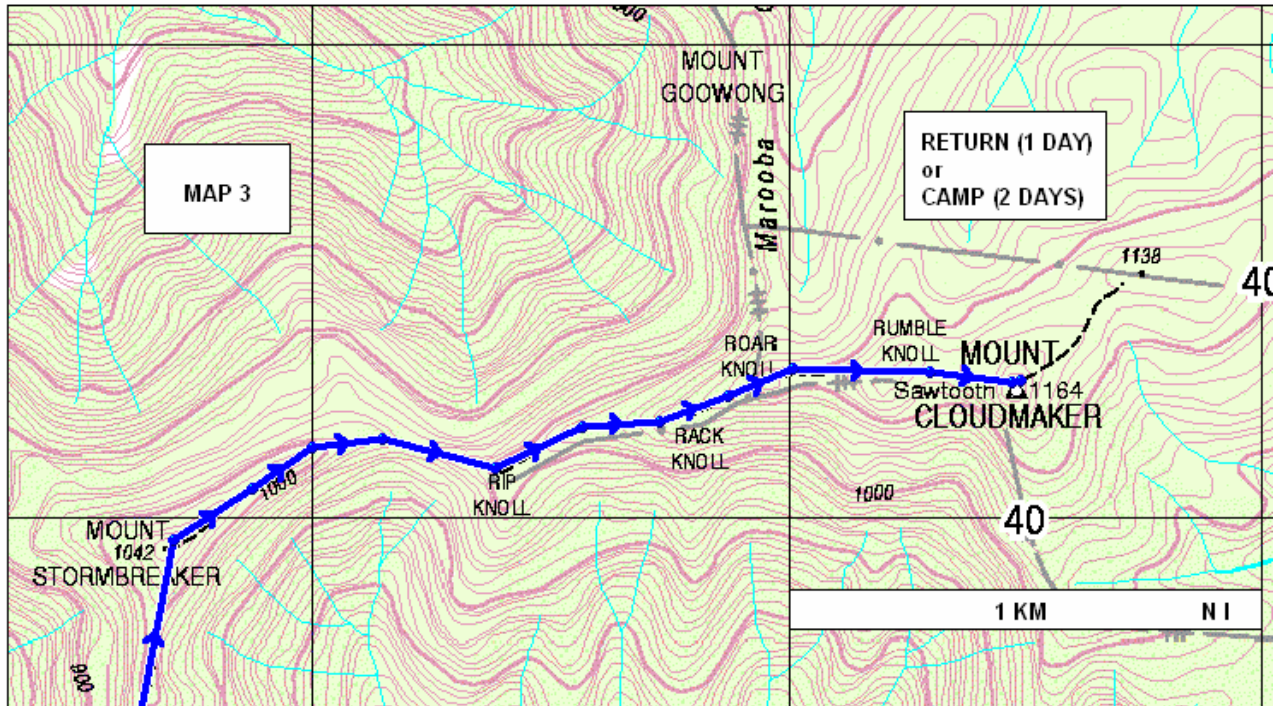 1000
MOUNT
GOOWONG
Marooba
MAP 3
RETURN (1 DAY)
or
CAMP (2 DAYS)
1138
40
ROAR
KNOLL
RUMBLE
KNOLL
MOUNT
Sawtooth
1164
CLOUDMAKER
RACK
KNOLL
RIP
KNOLL
1000
1000
40
MOUNT
1042
STORMBREAKER
1 KM
N I